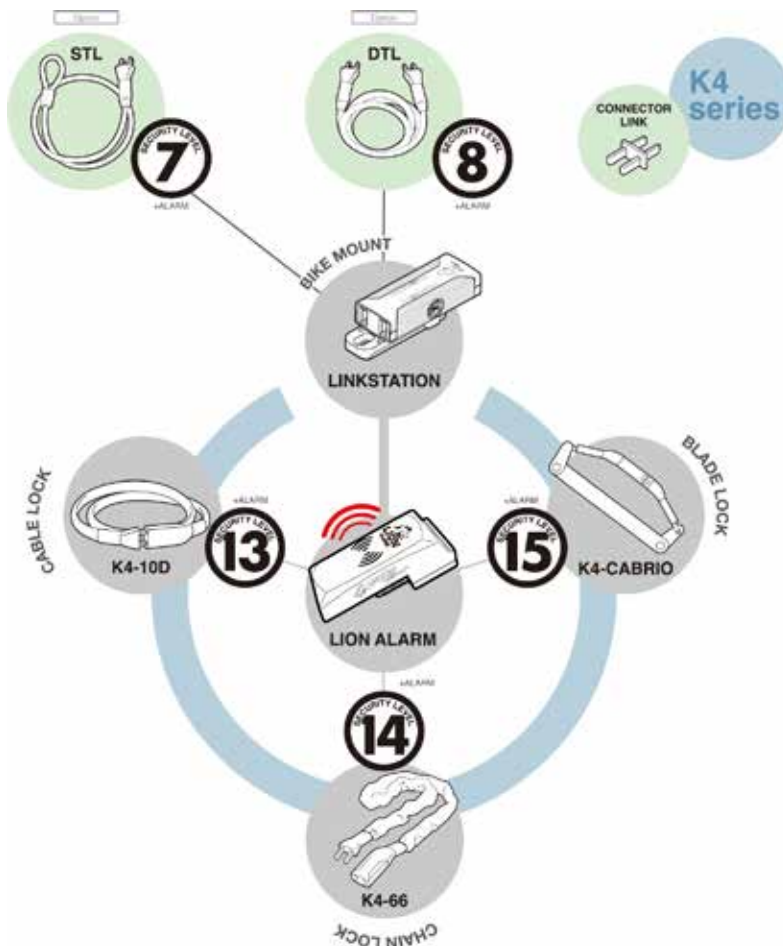 Option
Option
STL
DTL
SECURITY LEVEL
7
+ALARM
SECURITY LEVEL
8
+ALARM
CONNECTOR
LINK
K4
series
BIKE MOUNT
LINKSTATION
CABLE LOCK
K4-10D
+ALARM
SECURITY LEVEL
13
LION ALARM
+ALARM
SECURITY LEVEL
15
K4-CABRIO
BLADE LOCK
+ALARM
SECURITY LEVEL
14
K4-66
CHAIN LOCK